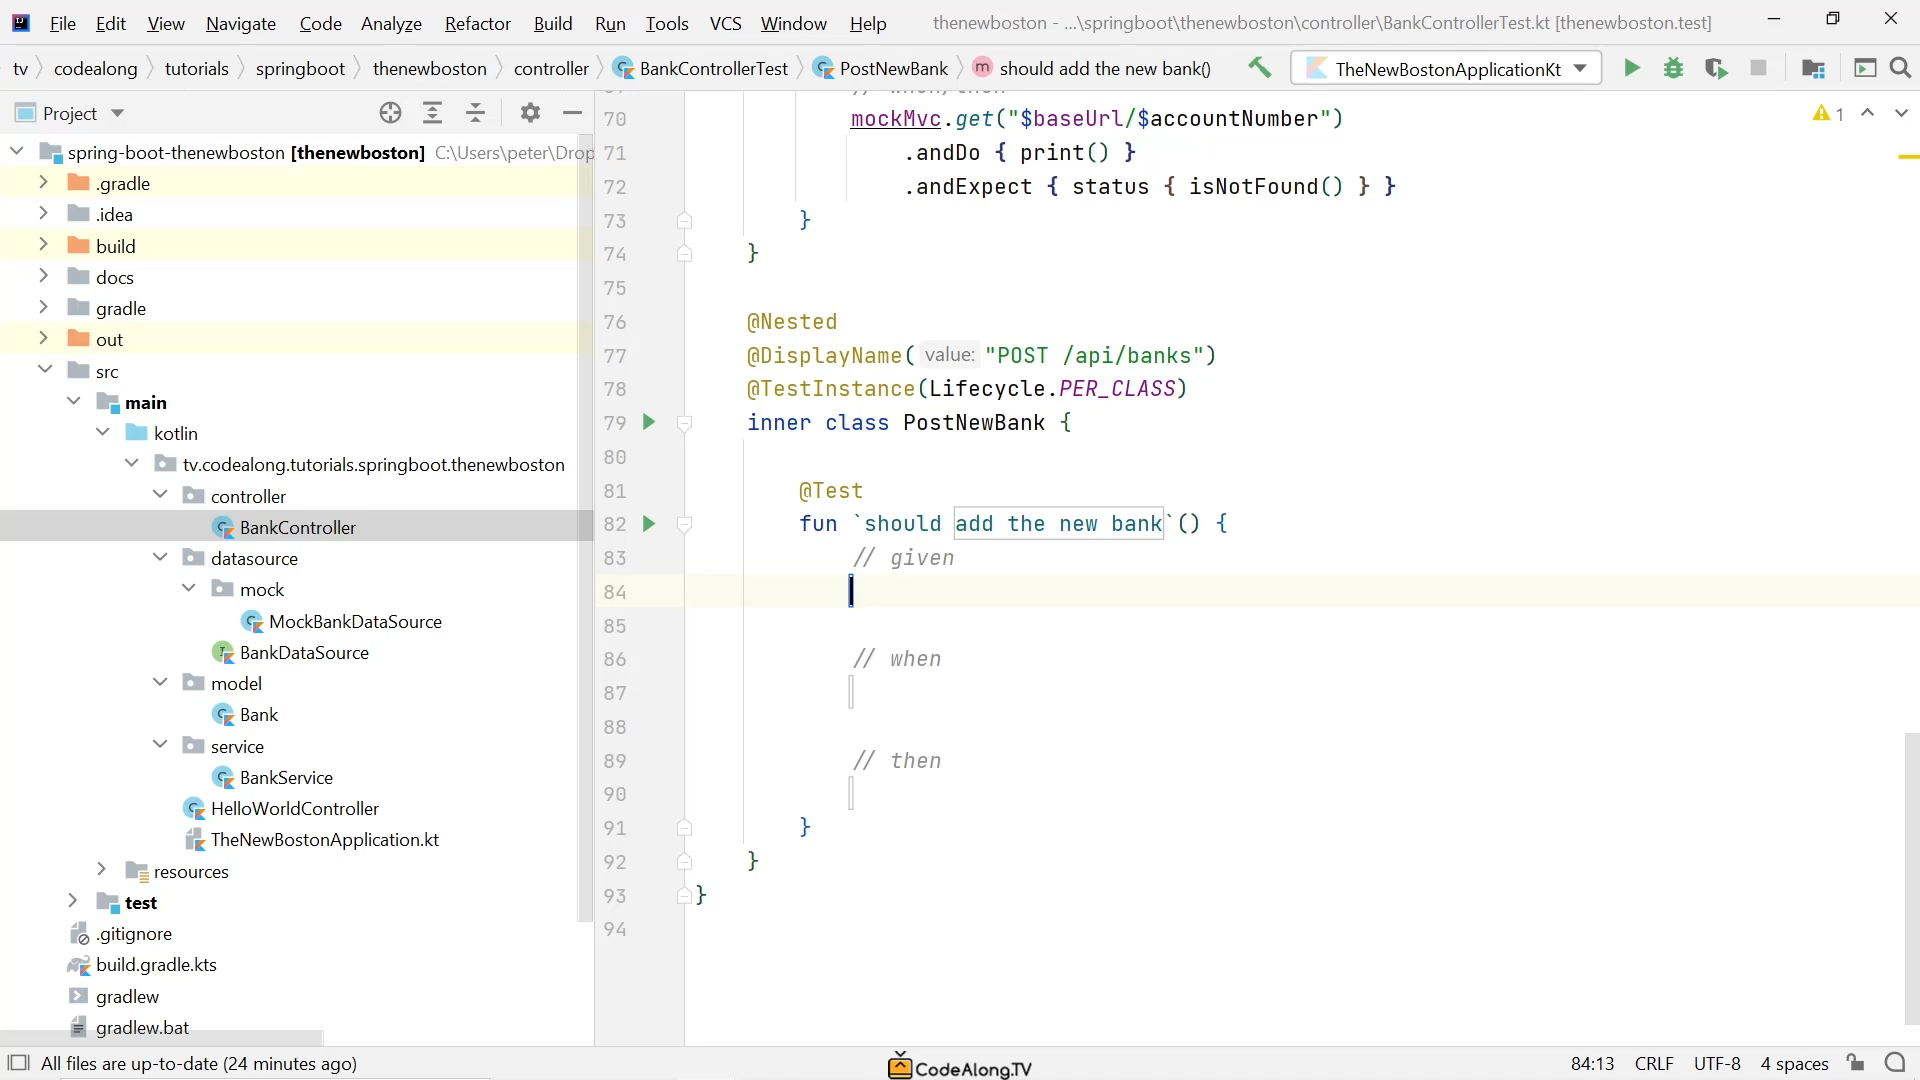 File Edit View Navigate Code Analyze Refactor Build Run Tools VCS Window Help thenewboston - ...\springboot\thenewboston\controller\BankControllerTest.kt [thenewboston.test]
tv codealong tutorials springboot thenewboston controller BankControllerTest PostNewBank should add the new bank() TheNewBostonApplicationKt
Project
spring-boot-thenewboston [thenewboston] C:\Users\peter\Drop
.gradle
.idea
build
docs
gradle
out
src
main
kotlin
tv.codealong.tutorials.springboot.thenewboston
controller
BankController
datasource
mock
MockBankDataSource
BankDataSource
model
Bank
service
BankService
HelloWorldController
TheNewBostonApplication.kt
resources
test
.gitignore
build.gradle.kts
gradlew
gradlew.bat
1
70 mockMvc.get("$baseUrl/$accountNumber")
71 .andDo { print() }
72 .andExpect { status { isNotFound() } }
73 }
74 }
75
76 @Nested
77 @DisplayName( value: "POST /api/banks")
78 @TestInstance(Lifecycle.PER_CLASS)
79 inner class PostNewBank {
80
81 @Test
82 fun `should add the new bank`() {
83 // given
84
85
86 // when
87
88
89 // then
90
91 }
92 }
93 }
94
All files are up-to-date (24 minutes ago) CodeAlong.TV 84:13 CRLF UTF-8 4 spaces